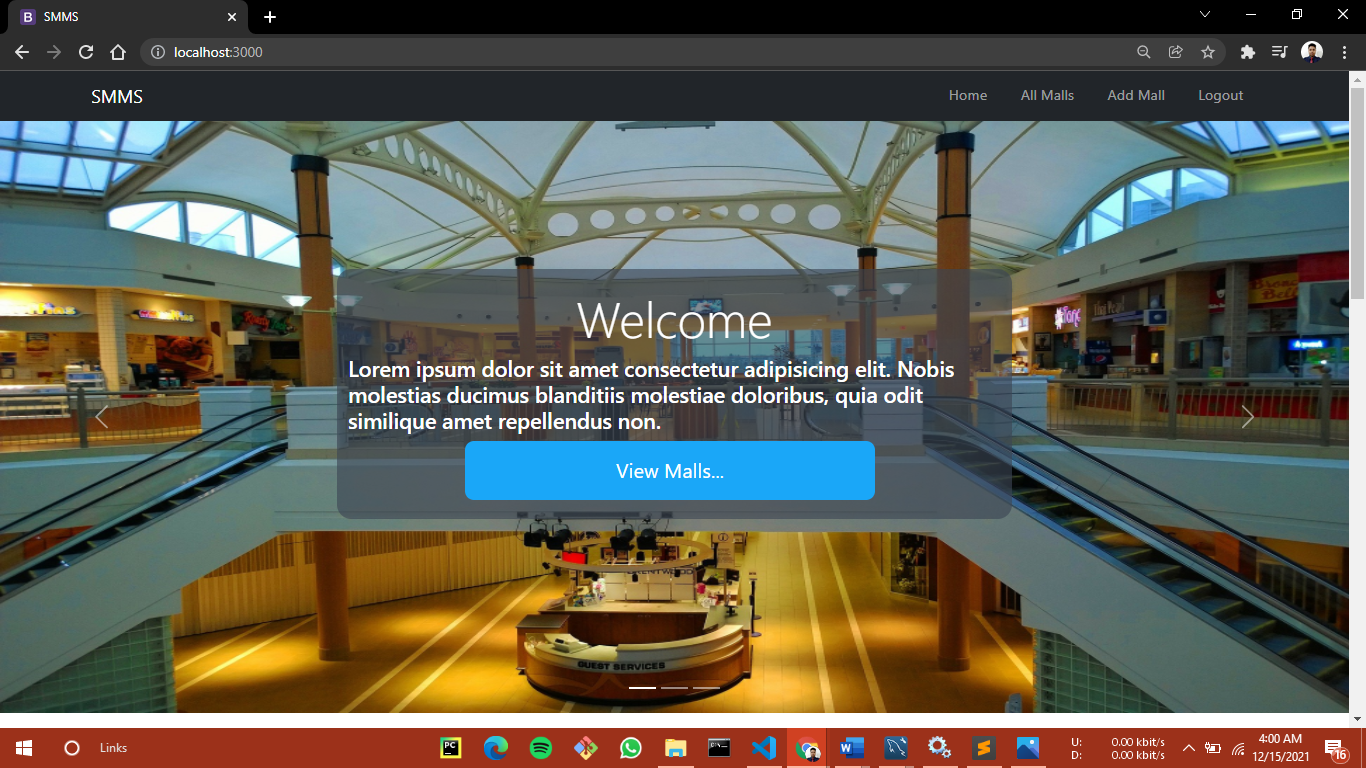 SMMS
localhost:3000
SMMS
Home All Malls Add Mall Logout
Welcome
Lorem ipsum dolor sit amet consectetur adipisicing elit. Nobis
molestias ducimus blanditiis molestiae doloribus, quia odit
similique amet repellendus non.
View Malls...
GUEST SERVICES
Links
PC
U: 0.00 kbit/s
D: 0.00 kbit/s
4:00 AM
12/15/2021
16